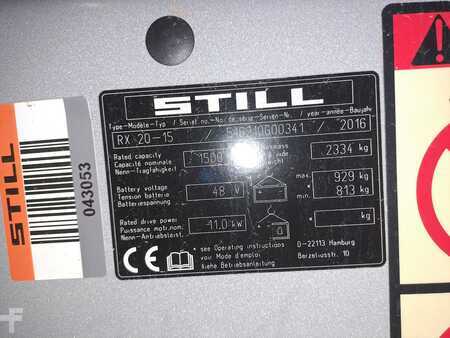 STILL
Type-Modèle-Typ / Serial no.-No. de série-Serien-Nr. / year-année-Baujahr
RX 20-15 / 516210G00341 / 2016
Rated capacity
Capacité nominale
Nenn-Tragfähigkeit
1500
2334 kg
Battery voltage
Tension batterie
Batteriespannung
48 V
max. 929 kg
min. 813 kg
Rated drive power
Puissance motr.nom.
Nenn-Antriebsleist.
11.0 kW
* kg
CE
* see Operating instructions
voir Mode d'emploi
siehe Betriebsanleitung
D-22113 Hamburg
Berzeliusstr. 10
STILL
043053